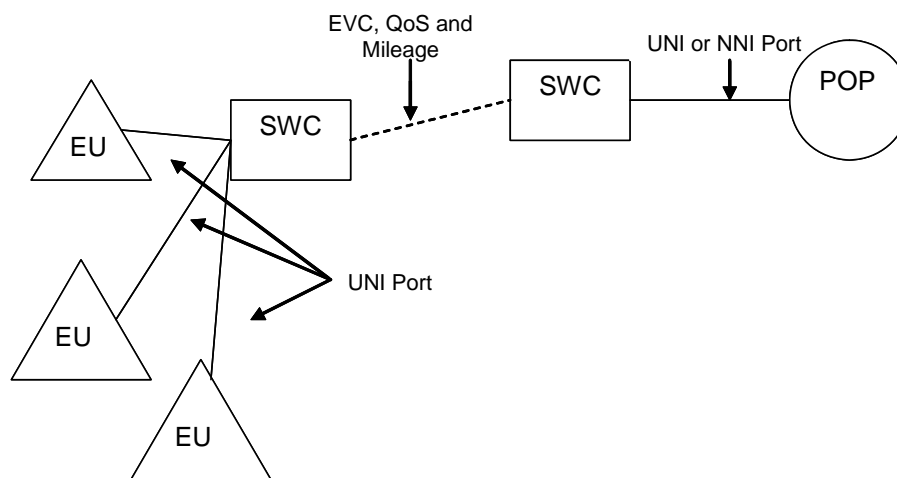 EVC, QoS and
Mileage
UNI or NNI Port
SWC
SWC
POP
EU
UNI Port
EU
EU